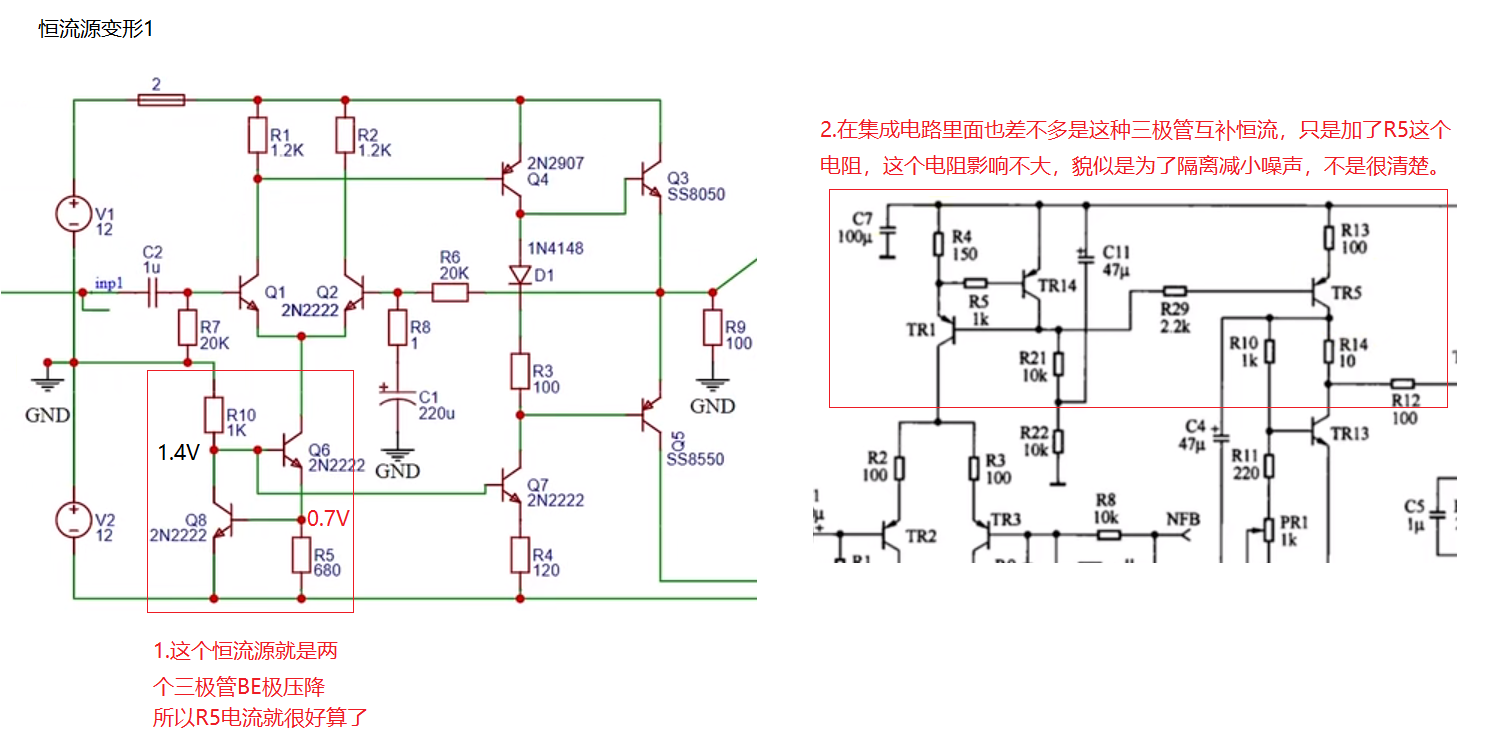 恒流源变形1
2
R1
1.2K
R2
1.2K
2N2907
Q4
Q3
SS8050
V1
12
C2
1u
inp1
Q1
Q2
2N2222
R6
20K
1N4148
D1
R7
20K
R8
1
R9
100
C1
220u
R3
100
GND
GND
GND
R10
1K
1.4V
Q6
2N2222
Q5
SS8550
Q7
2N2222
Q8
2N2222
0.7V
V2
12
R5
680
R4
120
1.这个恒流源就是两
个三极管BE极压降
所以R5电流就很好算了
2.在集成电路里面也差不多是这种三极管互补恒流，只是加了R5这个
电阻，这个电阻影响不大，貌似是为了隔离减小噪声，不是很清楚。
C7
100μ
R4
150
C11
47μ
R13
100
TR14
R5
1k
TR5
R29
2.2k
TR1
R21
10k
R10
1k
R14
10
R12
100
R22
10k
C4
47μ
TR13
R2
100
R3
100
R11
220
R8
10k
NFB
TR2
TR3
PR1
1k
C5
1μ
R1